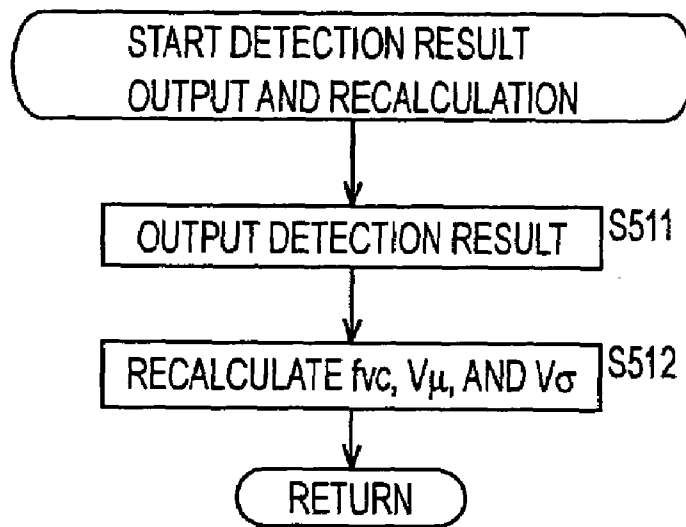 START DETECTION RESULT
OUTPUT AND RECALCULATION
OUTPUT DETECTION RESULT
S511
RECALCULATE fvc, Vμ, AND Vσ
S512
RETURN